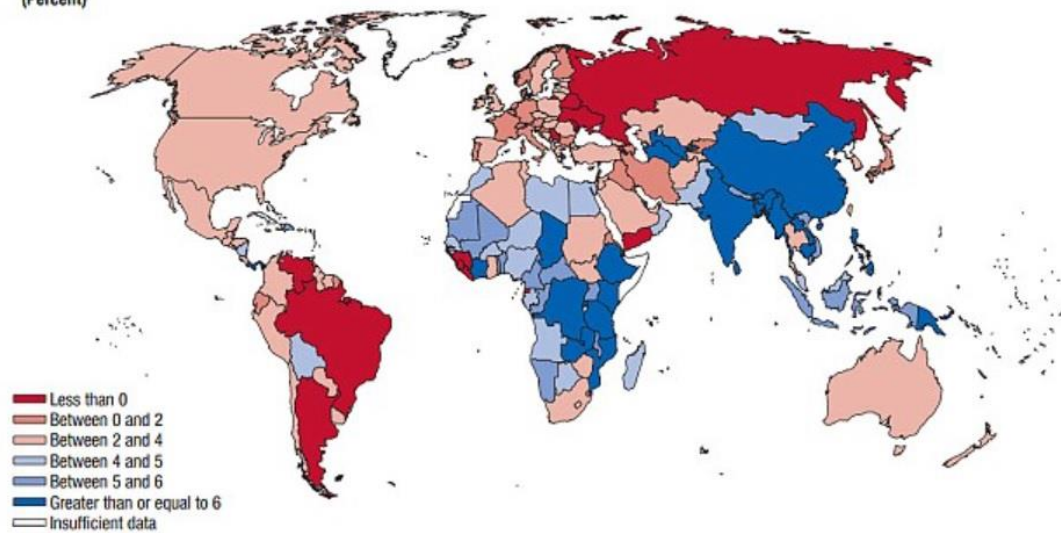 (Percent)
Less than 0
Between 0 and 2
Between 2 and 4
Between 4 and 5
Between 5 and 6
Greater than or equal to 6
Insufficient data